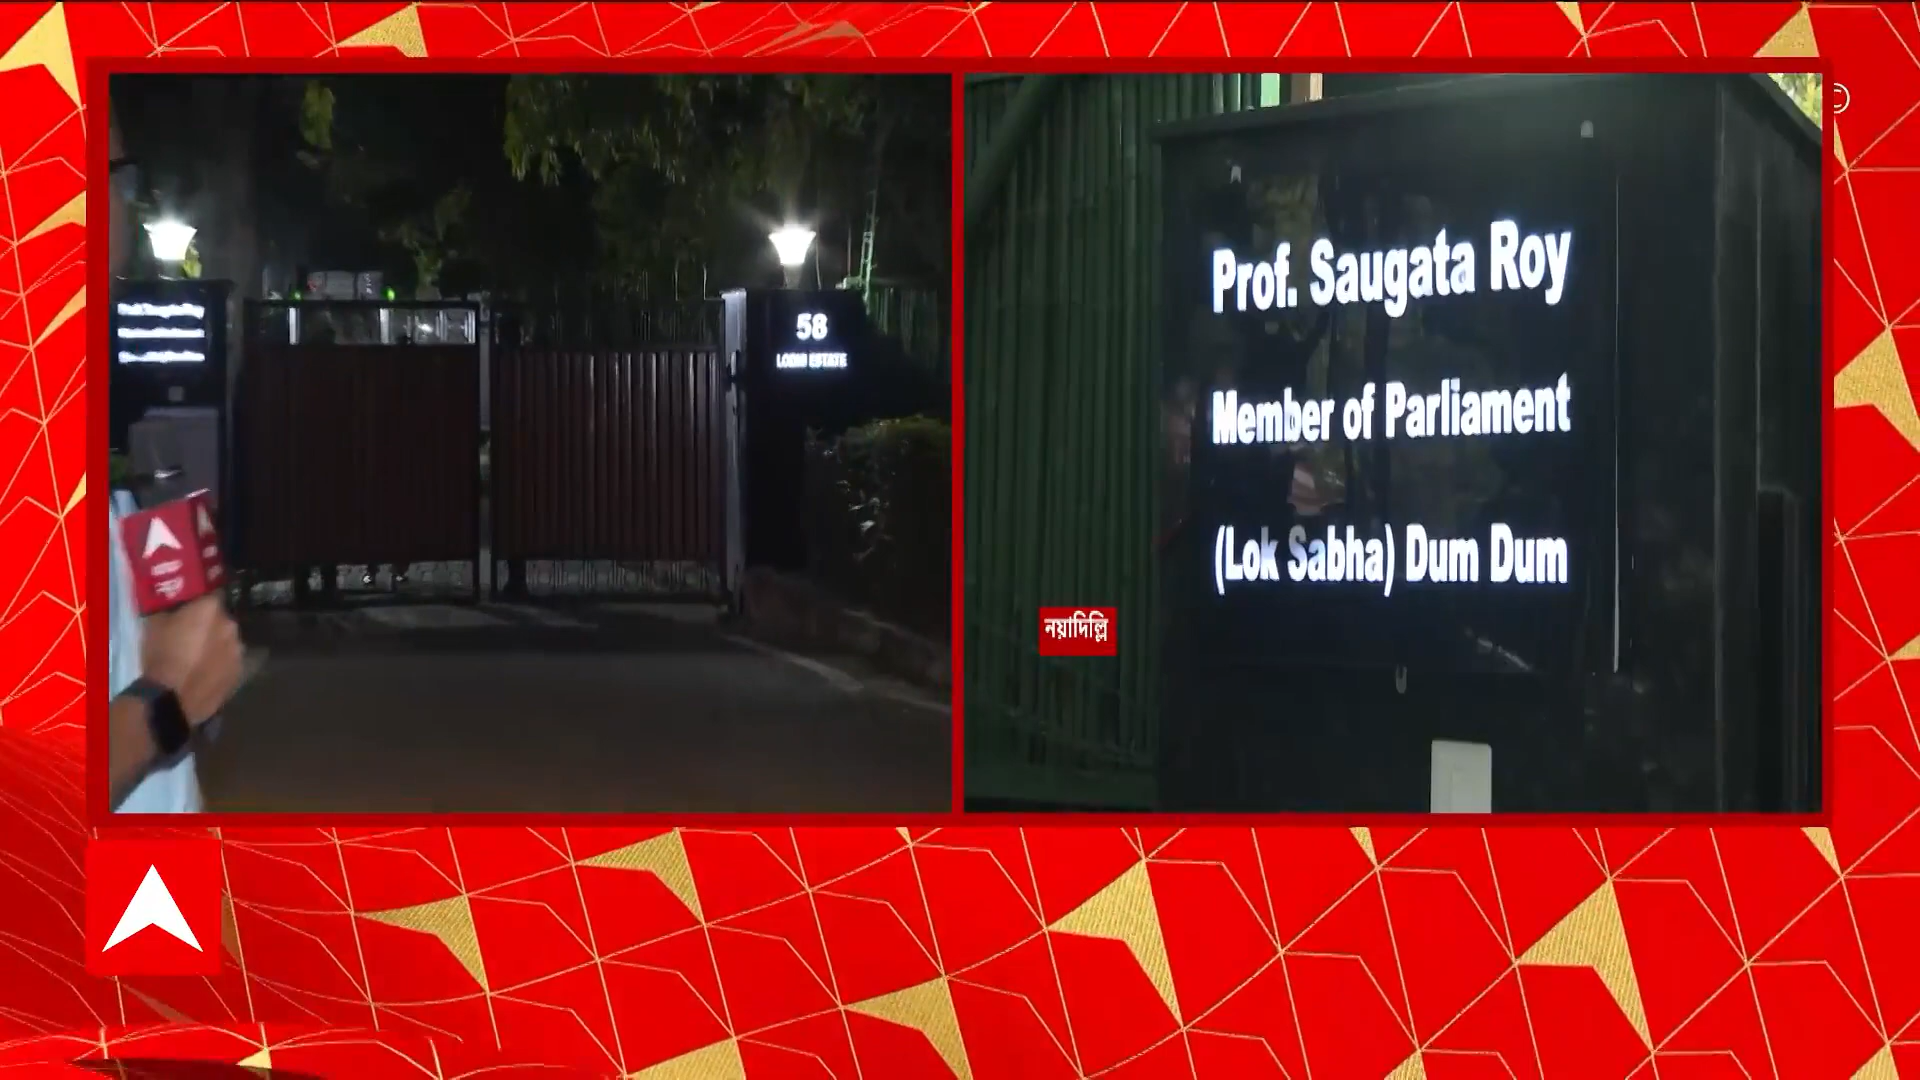 58
LODHI ESTATE
Prof. Saugata Roy
Member of Parliament
(Lok Sabha) Dum Dum
নয়াদিল্লি
©